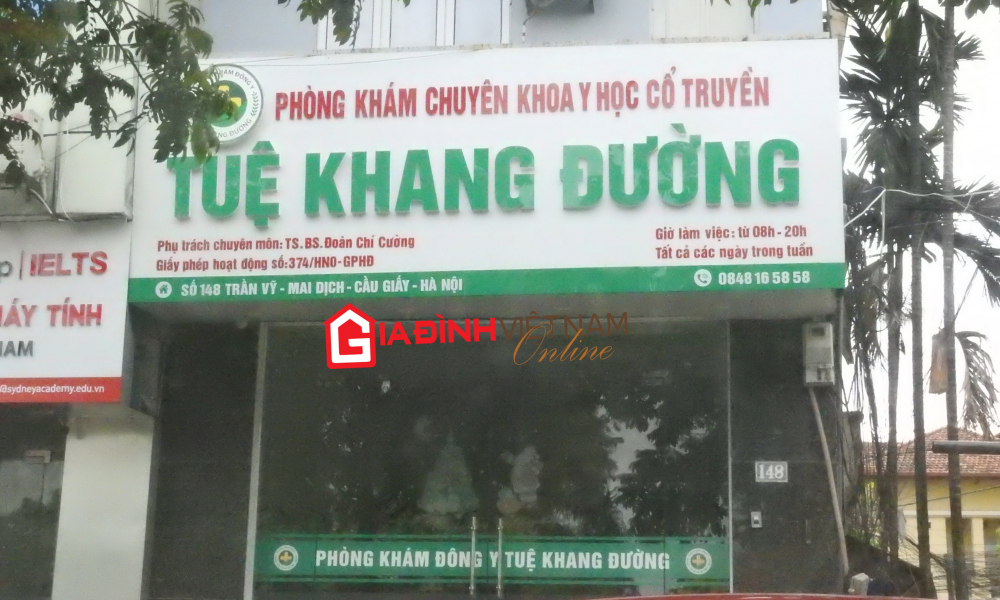 PHÒNG KHÁM CHUYÊN KHOA Y HỌC CỔ TRUYỀN
TUỆ KHANG ĐƯỜNG
Phụ trách chuyên môn: TS.BS.Đoàn Chí Cường
Giấy phép hoạt động số:374/HNO-GPHĐ
Giờ làm việc: từ 08h - 20h
Tất cả các ngày trong tuần
SỐ 148 TRẦN VỸ - MAI DỊCH - CẦU GIẤY - HÀ NỘI
0848 16 58 58
IELTS
MÁY TÍNH
NAM
@sydneyacademy.edu.vn
GIA ĐÌNH VIỆT NAM
Online
148
PHÒNG KHÁM ĐÔNG Y TUỆ KHANG ĐƯỜNG